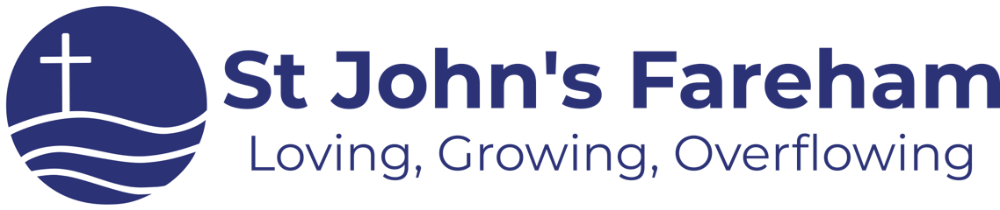 St John's Fareham
Loving, Growing, Overflowing